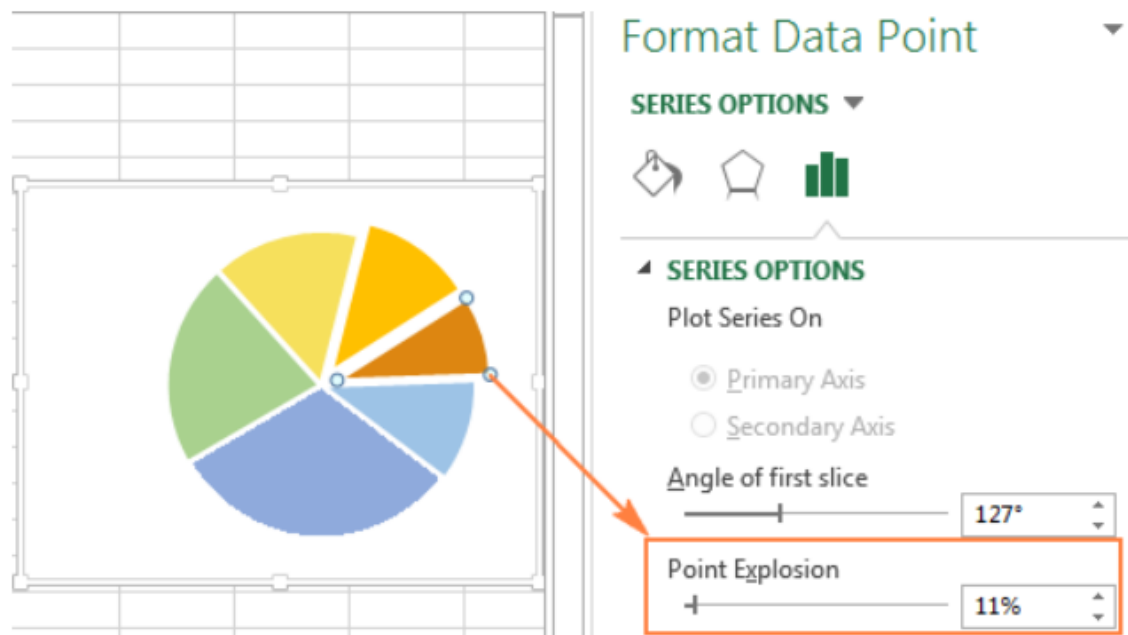 Format Data Point
SERIES OPTIONS
SERIES OPTIONS
Plot Series On
Primary Axis
Secondary Axis
Angle of first slice
127°
Point Explosion
11%